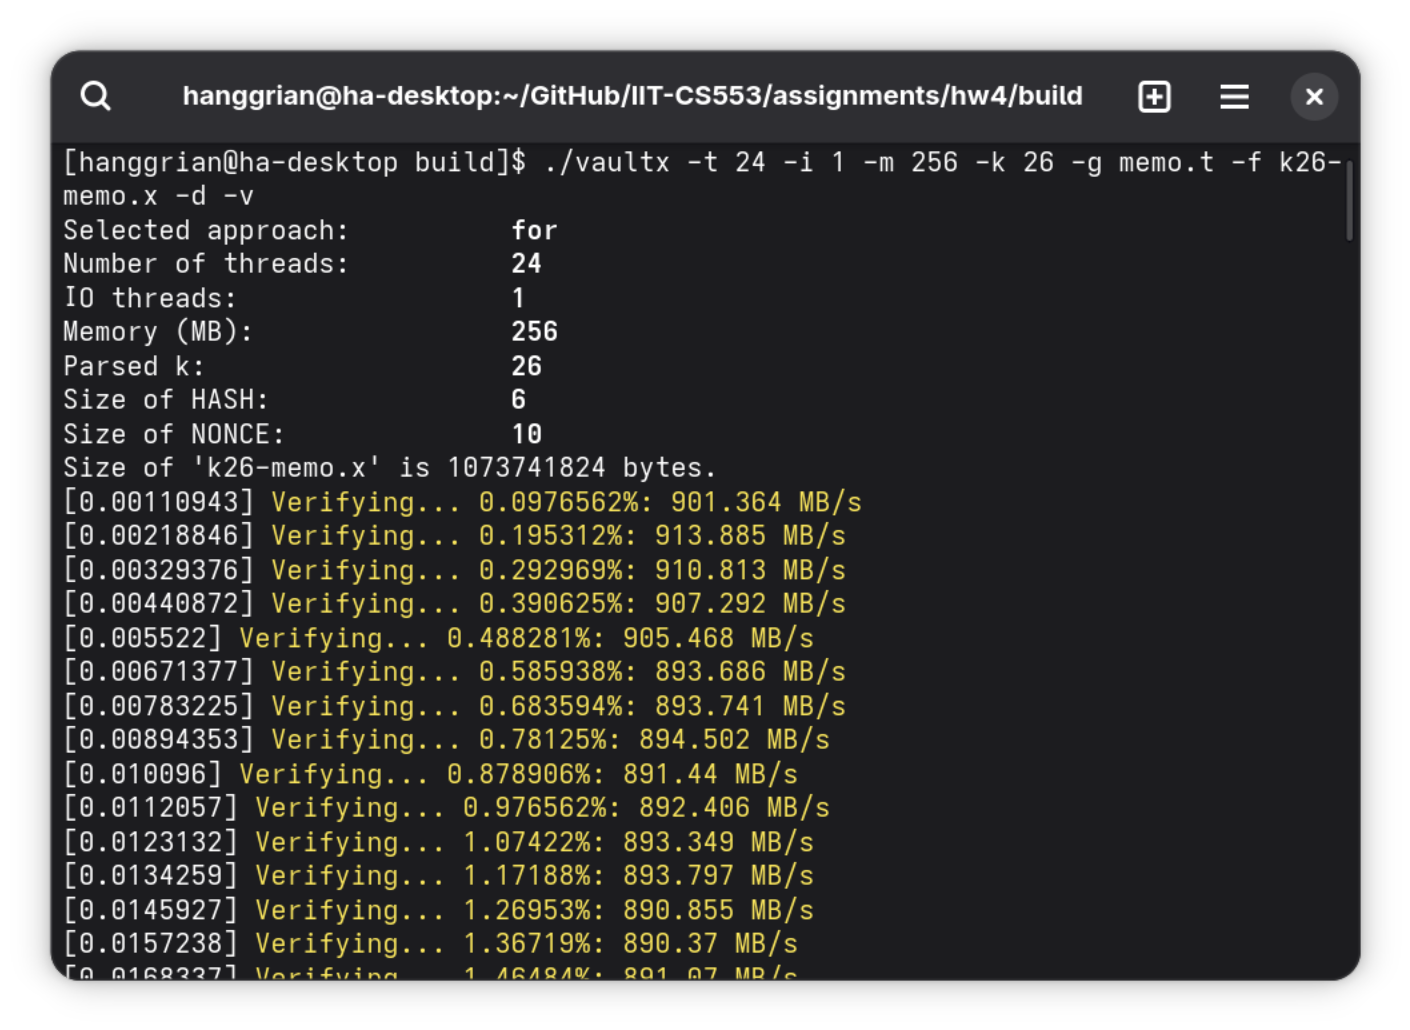 hanggrian@ha-desktop:~/GitHub/IIT-CS553/assignments/hw4/build
[hanggrian@ha-desktop build]$ ./vaultx -t 24 -i 1 -m 256 -k 26 -g memo.t -f k26-
memo.x -d -v
Selected approach: for
Number of threads: 24
IO threads: 1
Memory (MB): 256
Parsed k: 26
Size of HASH: 6
Size of NONCE: 10
Size of 'k26-memo.x' is 1073741824 bytes.
[0.00110943] Verifying... 0.0976562%: 901.364 MB/s
[0.00218846] Verifying... 0.195312%: 913.885 MB/s
[0.00329376] Verifying... 0.292969%: 910.813 MB/s
[0.00440872] Verifying... 0.390625%: 907.292 MB/s
[0.005522] Verifying... 0.488281%: 905.468 MB/s
[0.00671377] Verifying... 0.585938%: 893.686 MB/s
[0.00783225] Verifying... 0.683594%: 893.741 MB/s
[0.00894353] Verifying... 0.78125%: 894.502 MB/s
[0.010096] Verifying... 0.878906%: 891.44 MB/s
[0.0112057] Verifying... 0.976562%: 892.406 MB/s
[0.0123132] Verifying... 1.07422%: 893.349 MB/s
[0.0134259] Verifying... 1.17188%: 893.797 MB/s
[0.0145927] Verifying... 1.26953%: 890.855 MB/s
[0.0157238] Verifying... 1.36719%: 890.37 MB/s
[0.0168337] Verifying... 1.46484%: 891.07 MB/s